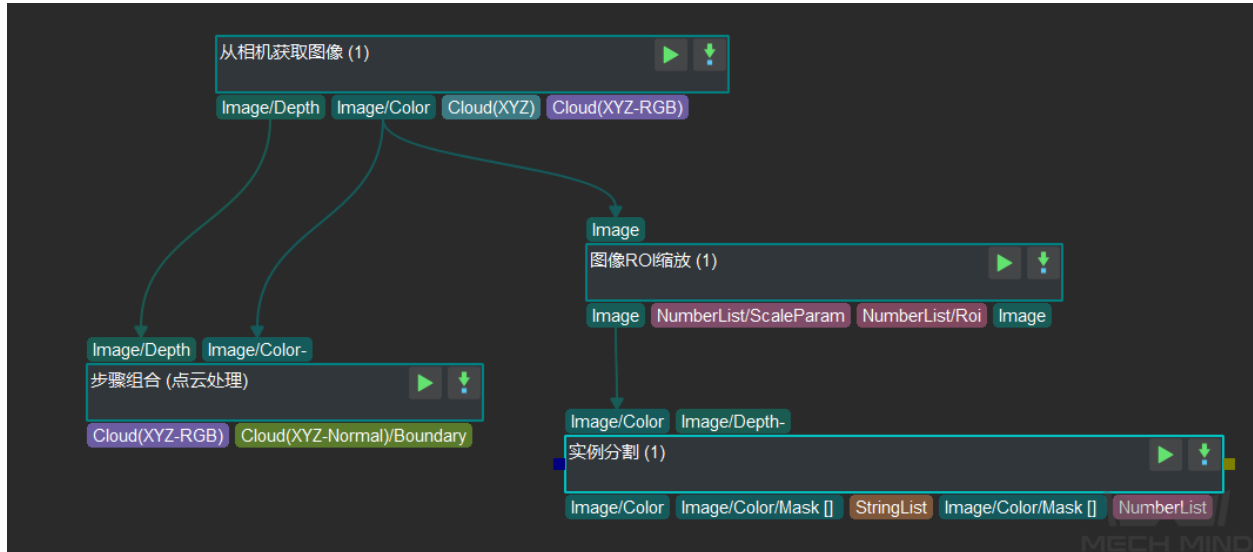 从相机获取图像 (1)
Image/Depth Image/Color Cloud(XYZ) Cloud(XYZ-RGB)
Image
图像ROI缩放 (1)
Image NumberList/ScaleParam NumberList/Roi Image
Image/Depth Image/Color-
步骤组合 (点云处理)
Cloud(XYZ-RGB) Cloud(XYZ-Normal)/Boundary
Image/Color Image/Depth-
实例分割 (1)
Image/Color Image/Color/Mask [] StringList Image/Color/Mask [] NumberList
MECH MIND